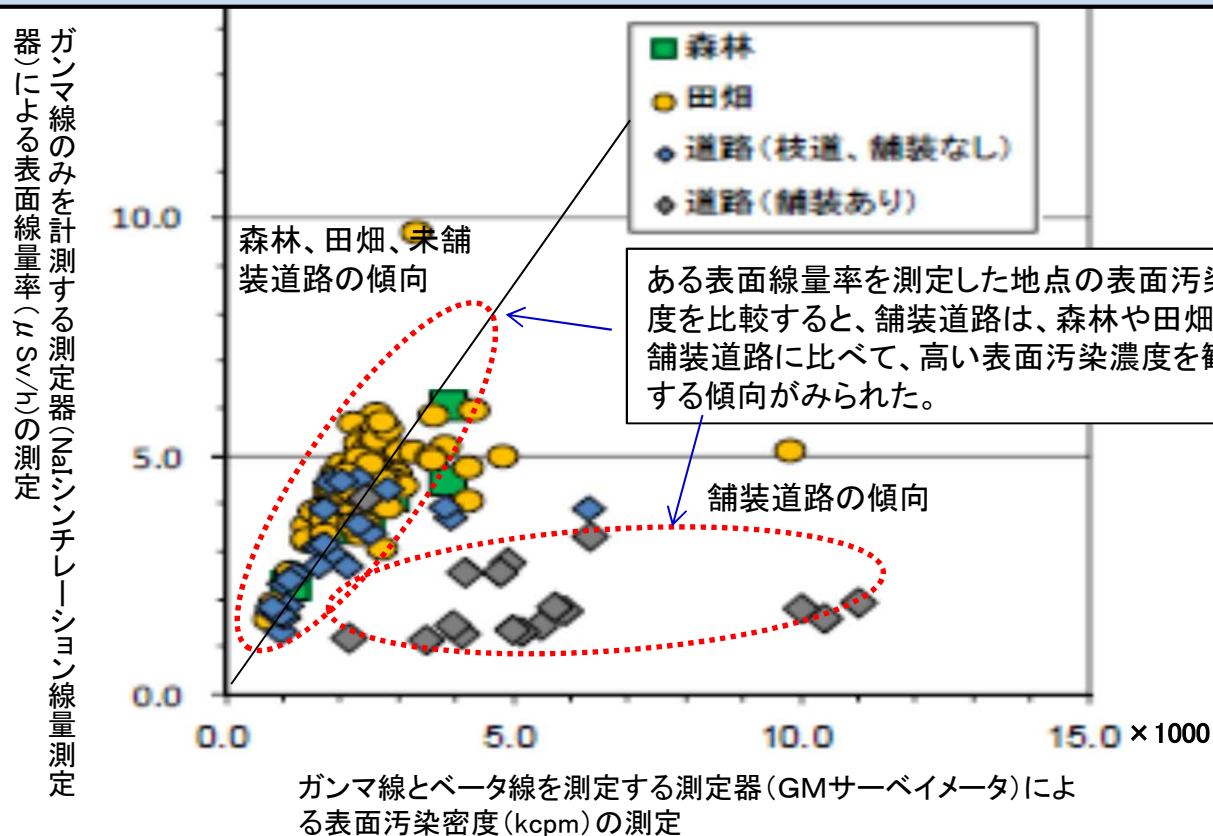 ガンマ線のみを計測する測定器(NaIシンチレーション線量測定
器)による表面線量率(μSv/h)の測定
森林
田畑
道路(枝道、舗装なし)
道路(舗装あり)
10.0
5.0
0.0
森林、田畑、未舗
装道路の傾向
ある表面線量率を測定した地点の表面汚染
度を比較すると、舗装道路は、森林や田畑
舗装道路に比べて、高い表面汚染濃度を
する傾向がみられた。
舗装道路の傾向
0.0 5.0 10.0 15.0 ×1000
ガンマ線とベータ線を測定する測定器(GMサーベイメータ)によ
る表面汚染密度(kcpm)の測定